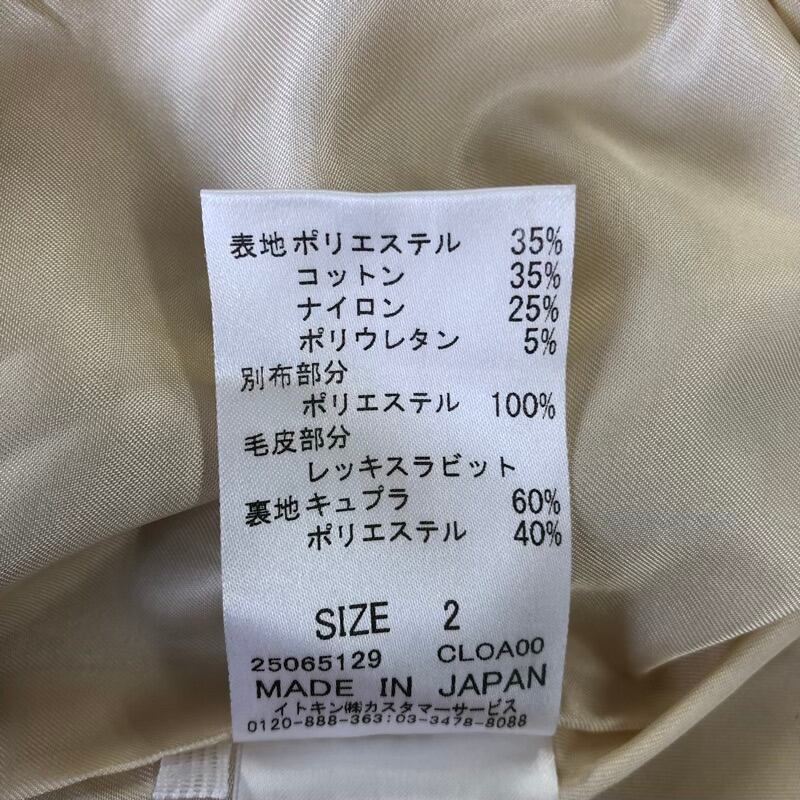 表地 ポリエステル 35%
コットン 35%
ナイロン 25%
ポリウレタン 5%
別布部分
ポリエステル 100%
毛皮部分
レッキスラビット
裏地 キュプラ 60%
ポリエステル 40%
SIZE 2
25065129 CLOA00
MADE IN JAPAN
イトキン㈱カスタマーサービス
0120-888-363:03-3478-8088